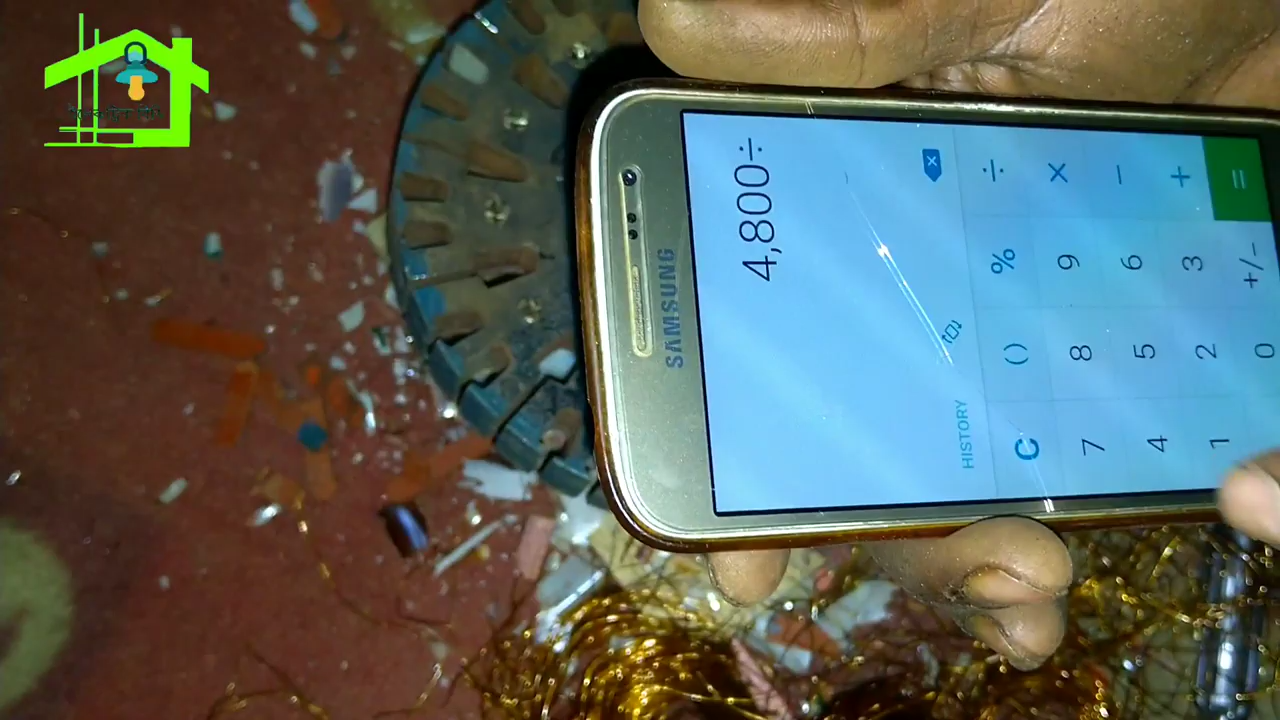 4,800÷
SAMSUNG
HISTORY
C () % ÷
7 8 9 ×
4 5 6 −
1 2 3 +
0 +/− =